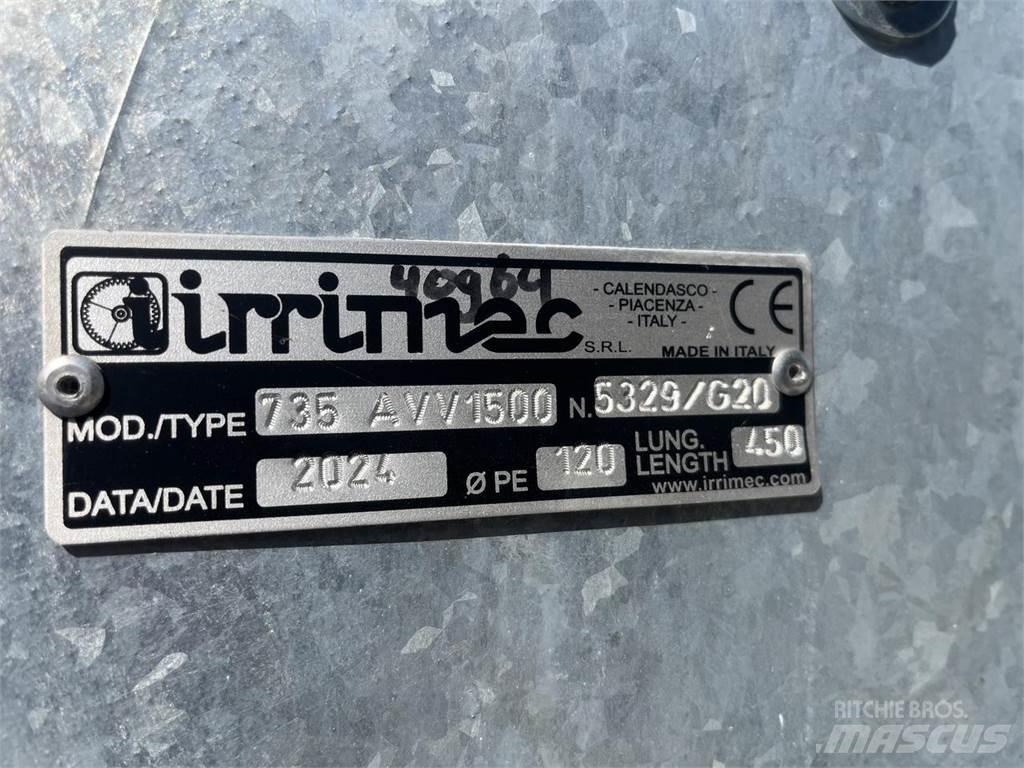 40964
irrimec
S.R.L.
- CALENDASCO -
- PIACENZA -
- ITALY -
CE
MADE IN ITALY
MOD./TYPE 735 AVV1500 N. 5329/G20
DATA/DATE 2024 Ø PE 120 LUNG. LENGTH 450
www.irrimec.com
RITCHIE BROS.
MASCUS